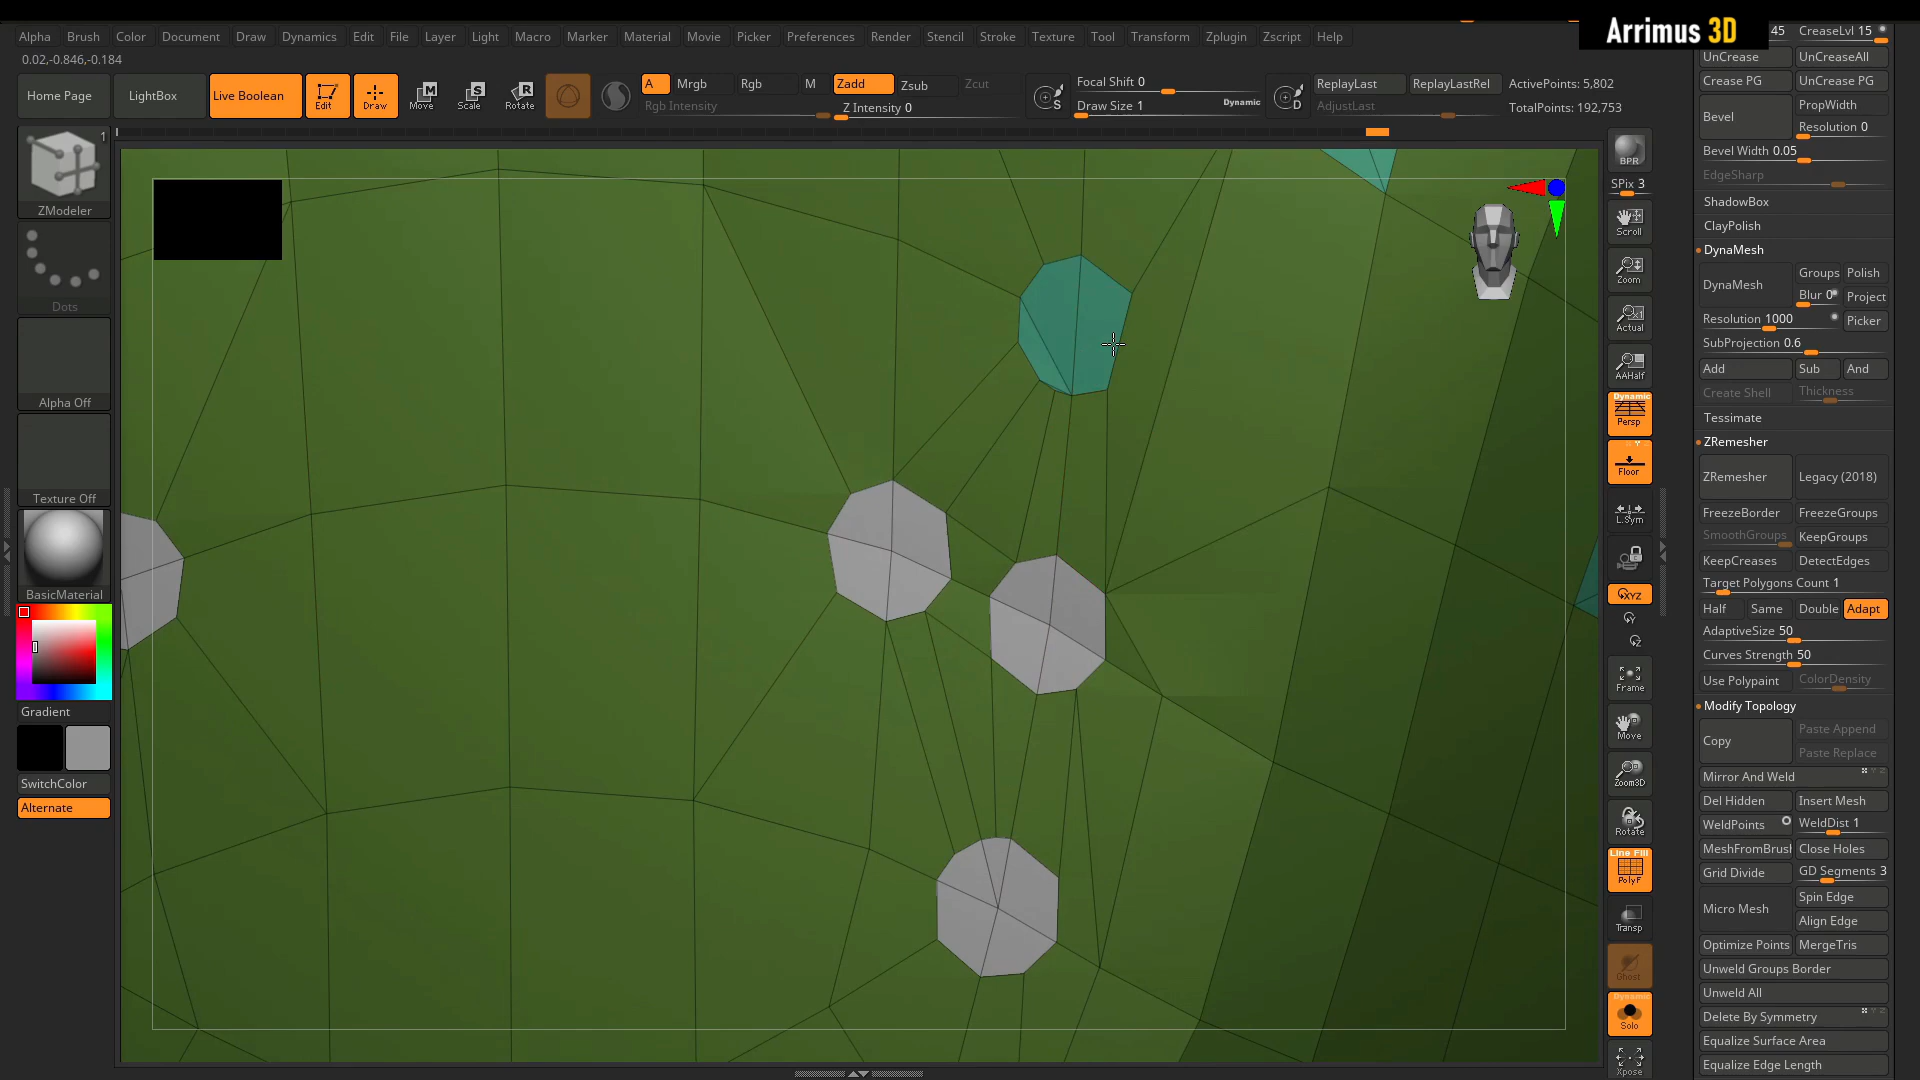 Arrimus 3D
Alpha Brush Color Document Draw Dynamics Edit File Layer Light Macro Marker Material Movie Picker Preferences Render Stencil Stroke Texture Tool Transform Zplugin Zscript Help
0.02,-0.846,-0.184
Home Page LightBox Live Boolean Edit Draw Move Scale Rotate
M S R
A Mrgb Rgb M Zadd Zsub Zcut
Rgb Intensity Z Intensity 0
S Focal Shift 0
Draw Size 1 Dynamic
D ReplayLast ReplayLastRel
AdjustLast
ActivePoints: 5,802
TotalPoints: 192,753
1
ZModeler
Dots
Alpha Off
Texture Off
BasicMaterial
Gradient
SwitchColor
Alternate
BPR
SPix 3
Scroll
Zoom
Actual
AAHalf
Dynamic
Persp
Floor
L.Sym
XYZ
Y
Z
Frame
Move
Zoom3D
Rotate
Line Fill
PolyF
Transp
Ghost
Dynamic
Solo
Xpose
45 CreaseLvl 15
UnCrease UnCreaseAll
Crease PG UnCrease PG
Bevel PropWidth
Resolution 0
Bevel Width 0.05
EdgeSharp
ShadowBox
ClayPolish
DynaMesh
DynaMesh Groups Polish
Blur 0 Project
Resolution 1000 Picker
SubProjection 0.6
Add Sub And
Create Shell Thickness
Tessimate
ZRemesher
ZRemesher Legacy (2018)
FreezeBorder FreezeGroups
SmoothGroups KeepGroups
KeepCreases DetectEdges
Target Polygons Count 1
Half Same Double Adapt
AdaptiveSize 50
Curves Strength 50
Use Polypaint ColorDensity
Modify Topology
Copy Paste Append
Paste Replace
Mirror And Weld
Del Hidden Insert Mesh
WeldPoints WeldDist 1
MeshFromBrush Close Holes
Grid Divide GD Segments 3
Micro Mesh Spin Edge
Align Edge
Optimize Points MergeTris
Unweld Groups Border
Unweld All
Delete By Symmetry
Equalize Surface Area
Equalize Edge Length